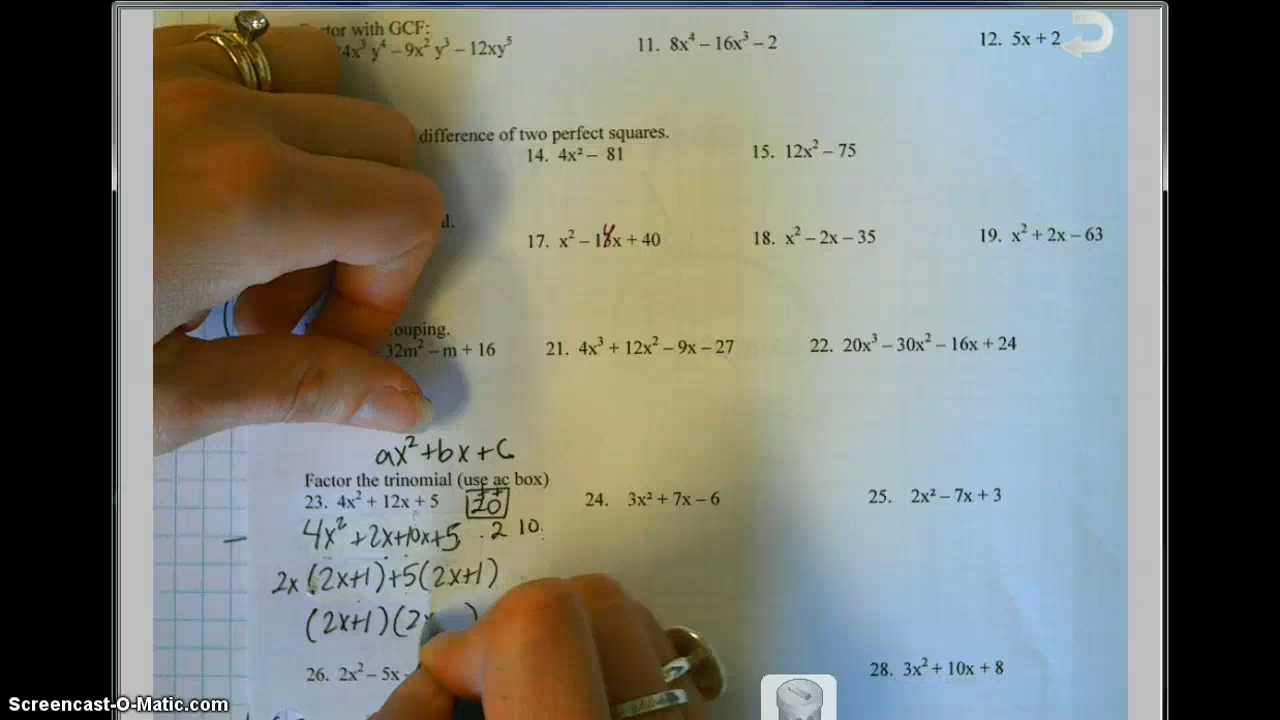 Factor with GCF:
4x³ y⁴ – 9x² y³ – 12xy⁵
11. 8x⁴ – 16x³ – 2
12. 5x + 2
difference of two perfect squares.
14. 4x² – 81
15. 12x² – 75
17. x² – 14x + 40
18. x² – 2x – 35
19. x² + 2x – 63
ouping.
32m² – m + 16
21. 4x³ + 12x² – 9x – 27
22. 20x³ – 30x² – 16x + 24
ax²+bx+c
Factor the trinomial (use ac box)
23. 4x² + 12x + 5
20
24. 3x² + 7x – 6
25. 2x² – 7x + 3
4x²+2x+10x+5 . 2 10.
2x(2x+1)+5(2x+1)
(2x+1)(2x )
26. 2x² – 5x
28. 3x² + 10x + 8
Screencast-O-Matic.com